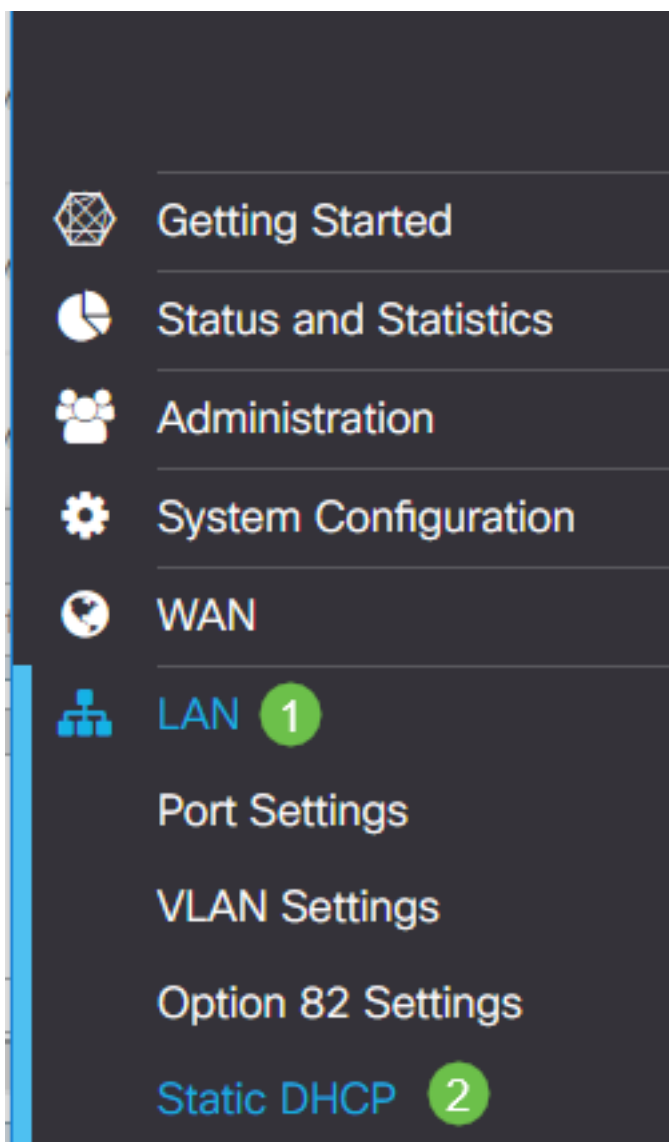 Getting Started
Status and Statistics
Administration
System Configuration
WAN
LAN 1
Port Settings
VLAN Settings
Option 82 Settings
Static DHCP 2